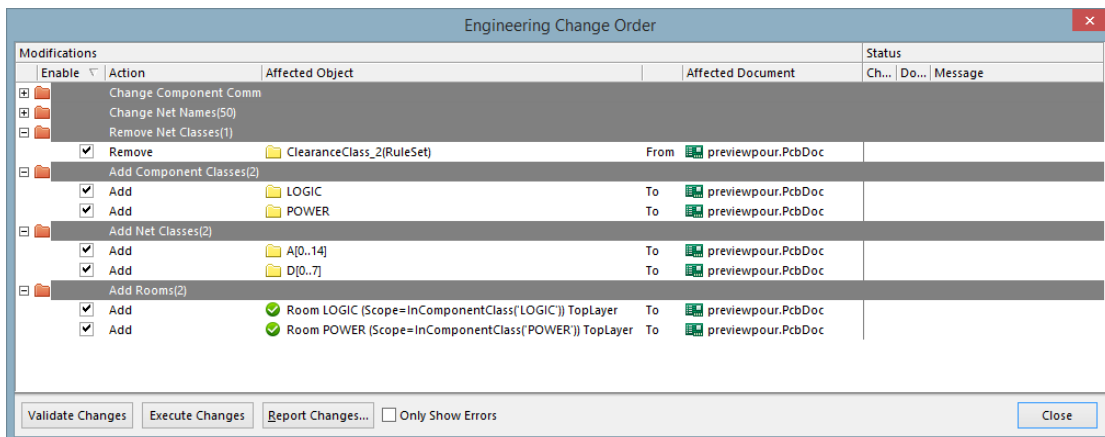 Engineering Change Order
Modifications Status
Enable Action Affected Object Affected Document Ch... Do... Message
Change Component Comm
Change Net Names(50)
Remove Net Classes(1)
Remove ClearanceClass_2(RuleSet) From previewpour.PcbDoc
Add Component Classes(2)
Add LOGIC To previewpour.PcbDoc
Add POWER To previewpour.PcbDoc
Add Net Classes(2)
Add A[0..14] To previewpour.PcbDoc
Add D[0..7] To previewpour.PcbDoc
Add Rooms(2)
Add Room LOGIC (Scope=InComponentClass('LOGIC')) TopLayer To previewpour.PcbDoc
Add Room POWER (Scope=InComponentClass('POWER')) TopLayer To previewpour.PcbDoc
Validate Changes Execute Changes Report Changes... Only Show Errors Close